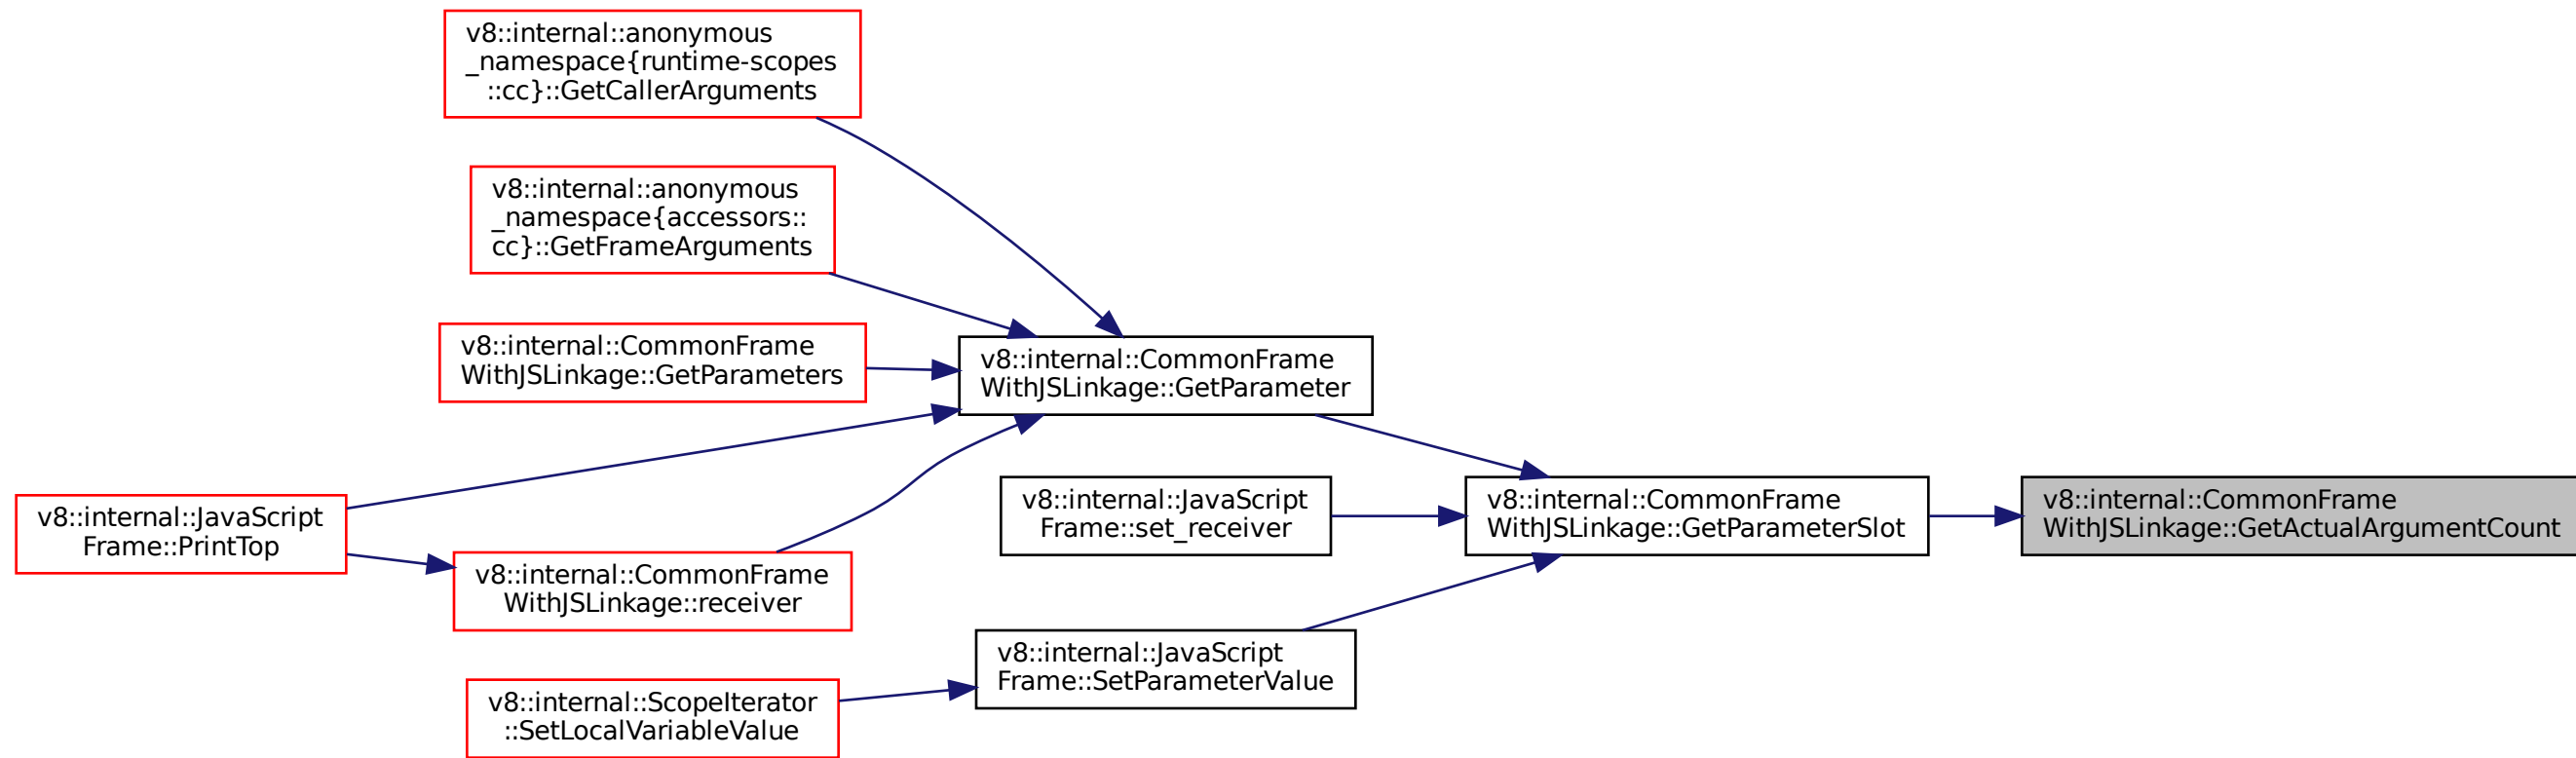 v8::internal::anonymous
_namespace{runtime-scopes
::cc}::GetCallerArguments
v8::internal::anonymous
_namespace{accessors::
cc}::GetFrameArguments
v8::internal::CommonFrame
WithJSLinkage::GetParameters
v8::internal::JavaScript
Frame::PrintTop
v8::internal::CommonFrame
WithJSLinkage::receiver
v8::internal::ScopeIterator
::SetLocalVariableValue
v8::internal::CommonFrame
WithJSLinkage::GetParameter
v8::internal::JavaScript
Frame::set_receiver
v8::internal::JavaScript
Frame::SetParameterValue
v8::internal::CommonFrame
WithJSLinkage::GetParameterSlot
v8::internal::CommonFrame
WithJSLinkage::GetActualArgumentCount